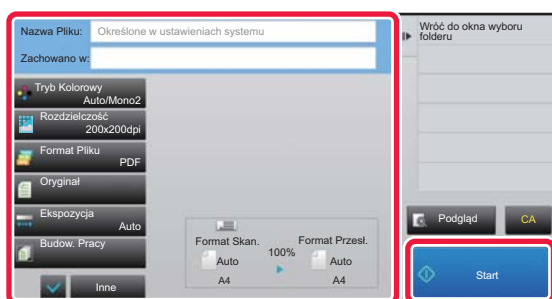 Nazwa Pliku: Określone w ustawieniach systemu
Zachowano w:
Tryb Kolorowy
Auto/Mono2
Rozdzielczość
200x200dpi
Format Pliku
PDF
Oryginał
Ekspozycja
Auto
Budow. Pracy
Inne
Format Skan.
100%
Format Przesł.
Auto
Auto
A4
A4
Wróć do okna wyboru
folderu
Podgląd
CA
Start